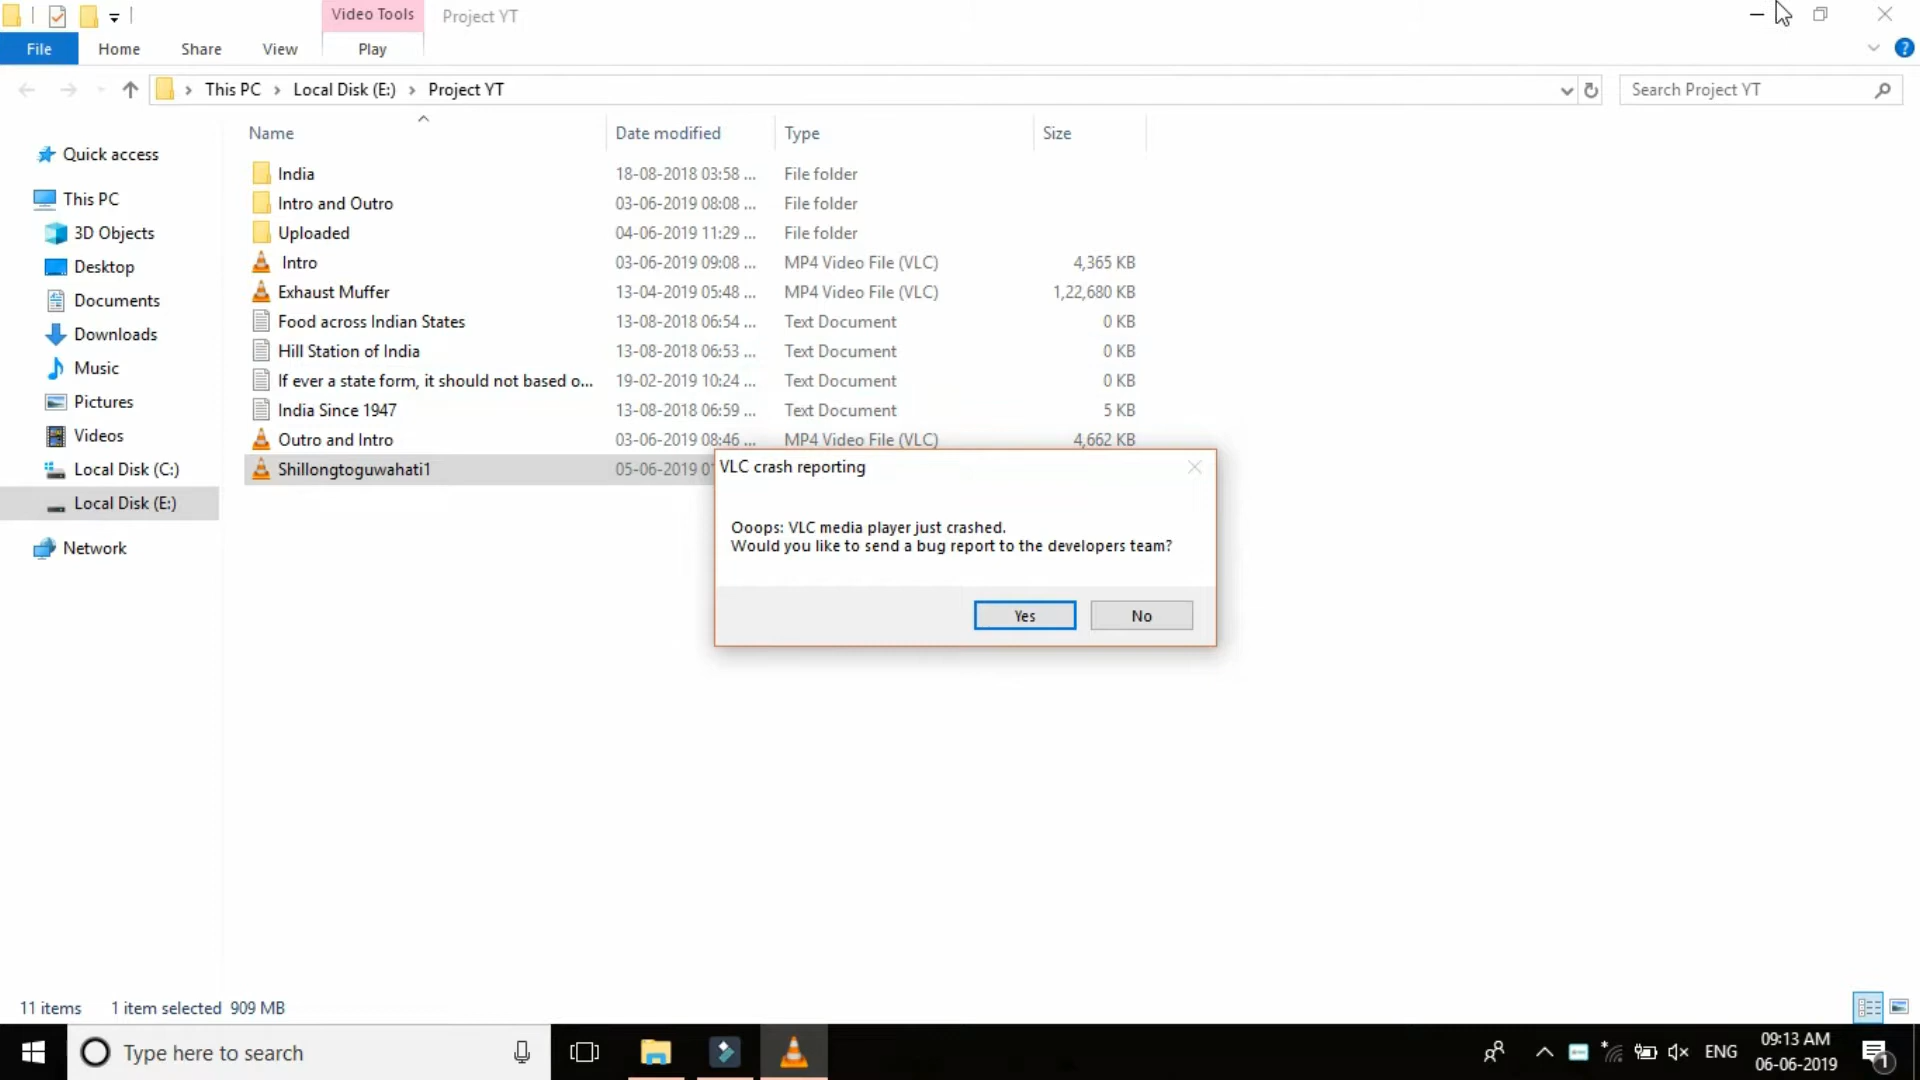 Video Tools
Project YT
File
Home
Share
View
Play
This PC › Local Disk (E:) › Project YT
Search Project YT
Name
Date modified
Type
Size
Quick access
This PC
3D Objects
Desktop
Documents
Downloads
Music
Pictures
Videos
Local Disk (C:)
Local Disk (E:)
Network
India 18-08-2018 03:58 ... File folder
Intro and Outro 03-06-2019 08:08 ... File folder
Uploaded 04-06-2019 11:29 ... File folder
Intro 03-06-2019 09:08 ... MP4 Video File (VLC) 4,365 KB
Exhaust Muffer 13-04-2019 05:48 ... MP4 Video File (VLC) 1,22,680 KB
Food across Indian States 13-08-2018 06:54 ... Text Document 0 KB
Hill Station of India 13-08-2018 06:53 ... Text Document 0 KB
If ever a state form, it should not based o... 19-02-2019 10:24 ... Text Document 0 KB
India Since 1947 13-08-2018 06:59 ... Text Document 5 KB
Outro and Intro 03-06-2019 08:46 ... MP4 Video File (VLC) 4,662 KB
Shillongtoguwahati1 05-06-2019
VLC crash reporting
Ooops: VLC media player just crashed.
Would you like to send a bug report to the developers team?
Yes
No
11 items
1 item selected 909 MB
Type here to search
ENG
09:13 AM
06-06-2019
1